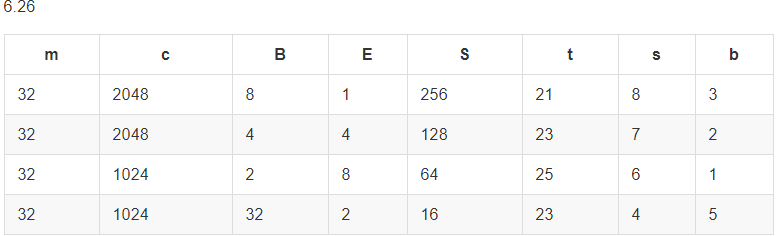 6.26
m c B E S t s b
32 2048 8 1 256 21 8 3
32 2048 4 4 128 23 7 2
32 1024 2 8 64 25 6 1
32 1024 32 2 16 23 4 5